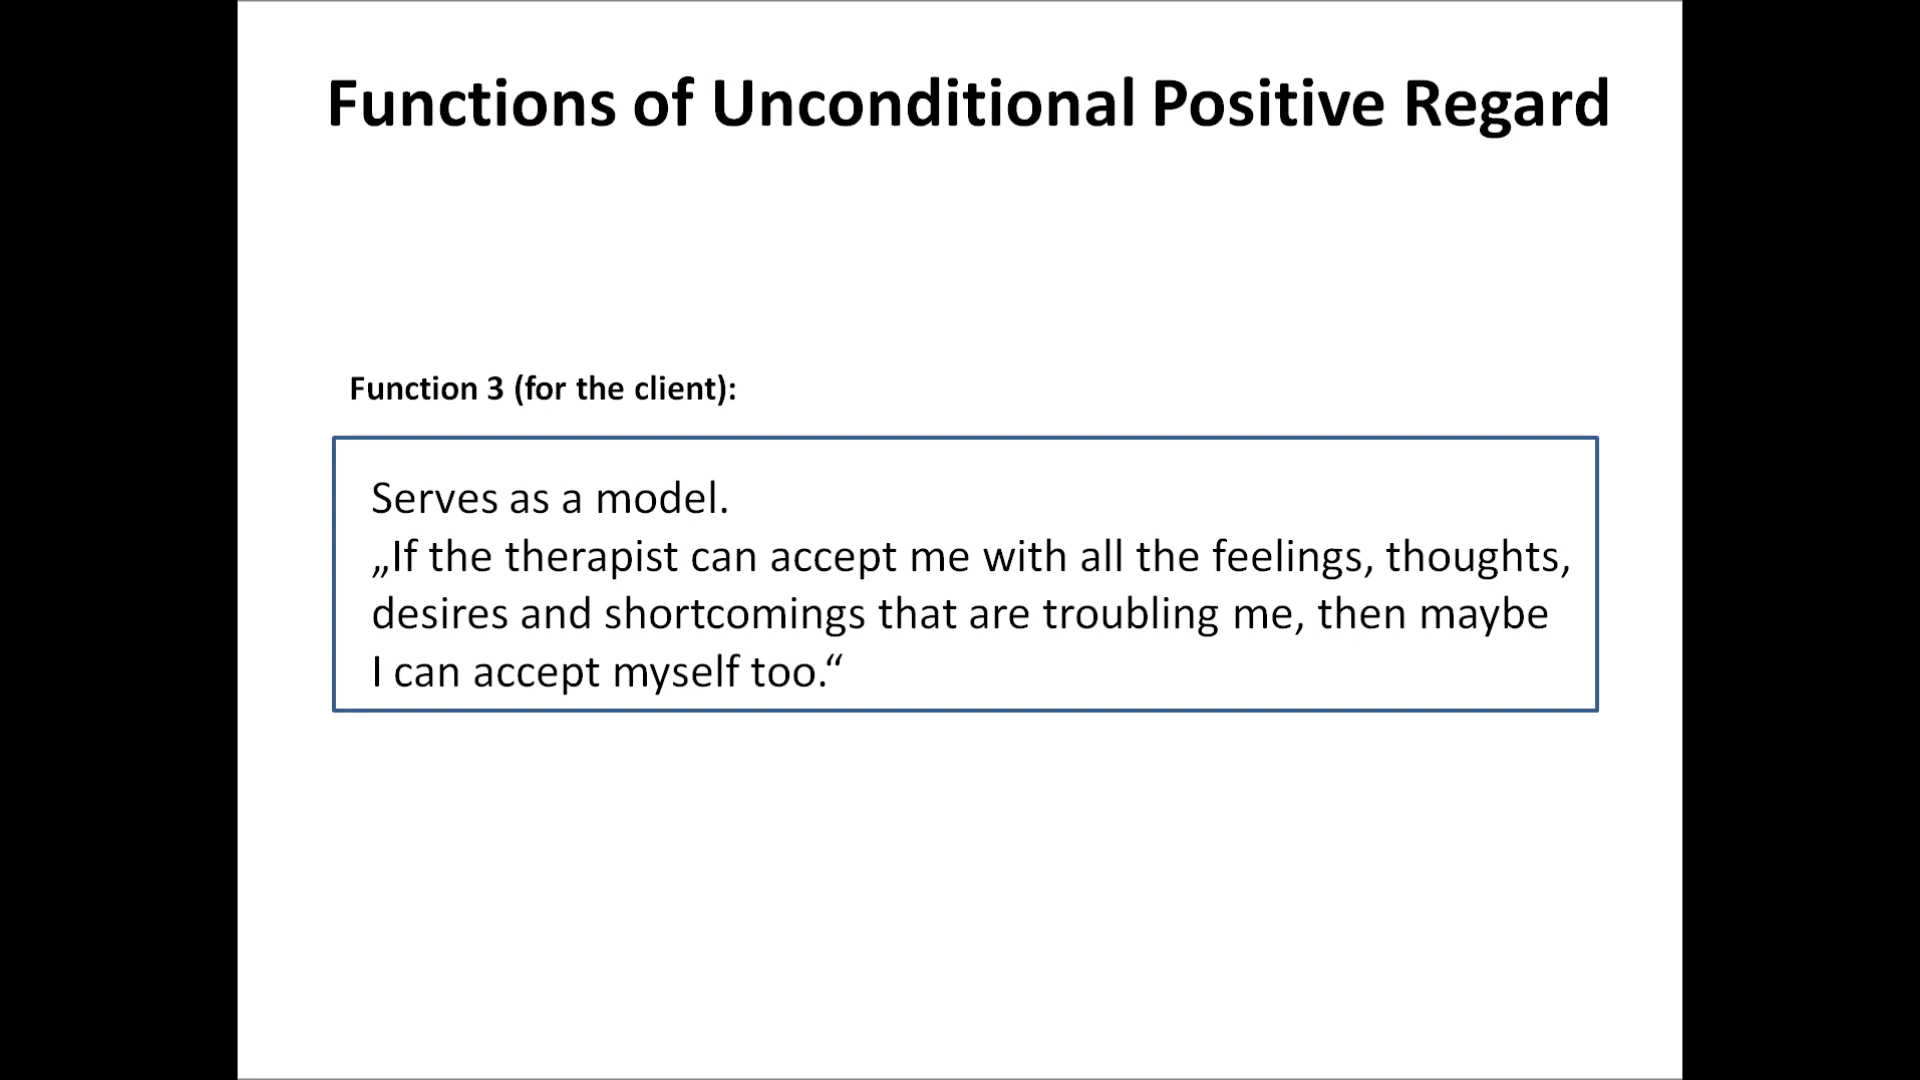 Functions of Unconditional Positive Regard
Function 3 (for the client):
Serves as a model.
„If the therapist can accept me with all the feelings, thoughts,
desires and shortcomings that are troubling me, then maybe
I can accept myself too.“